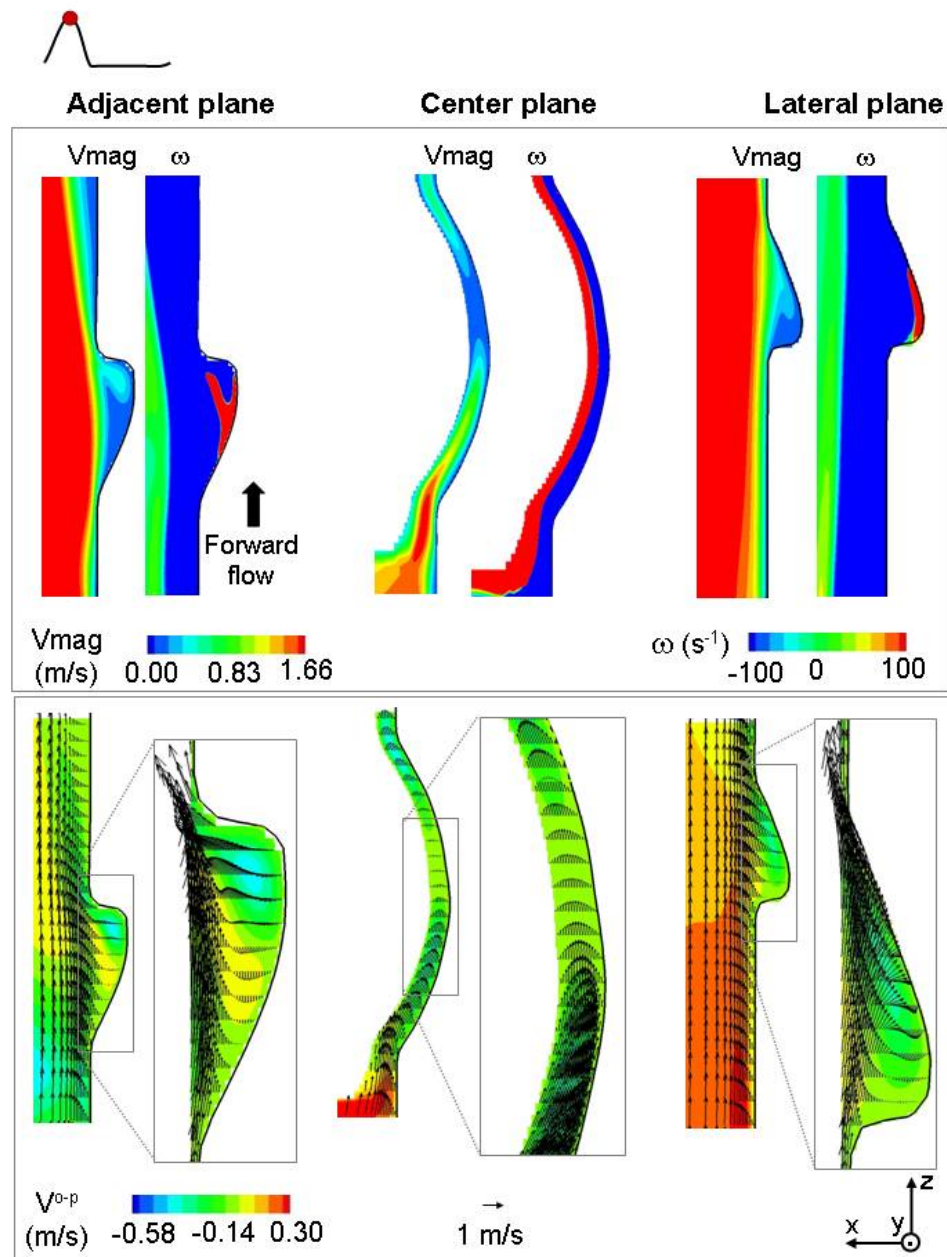 Adjacent plane Center plane Lateral plane
Vmag ω Vmag ω Vmag ω
Forward
flow
Vmag
(m/s)
0.00 0.83 1.66
ω (s⁻¹)
-100 0 100
V^o-p
(m/s)
-0.58 -0.14 0.30
1 m/s
z
x y